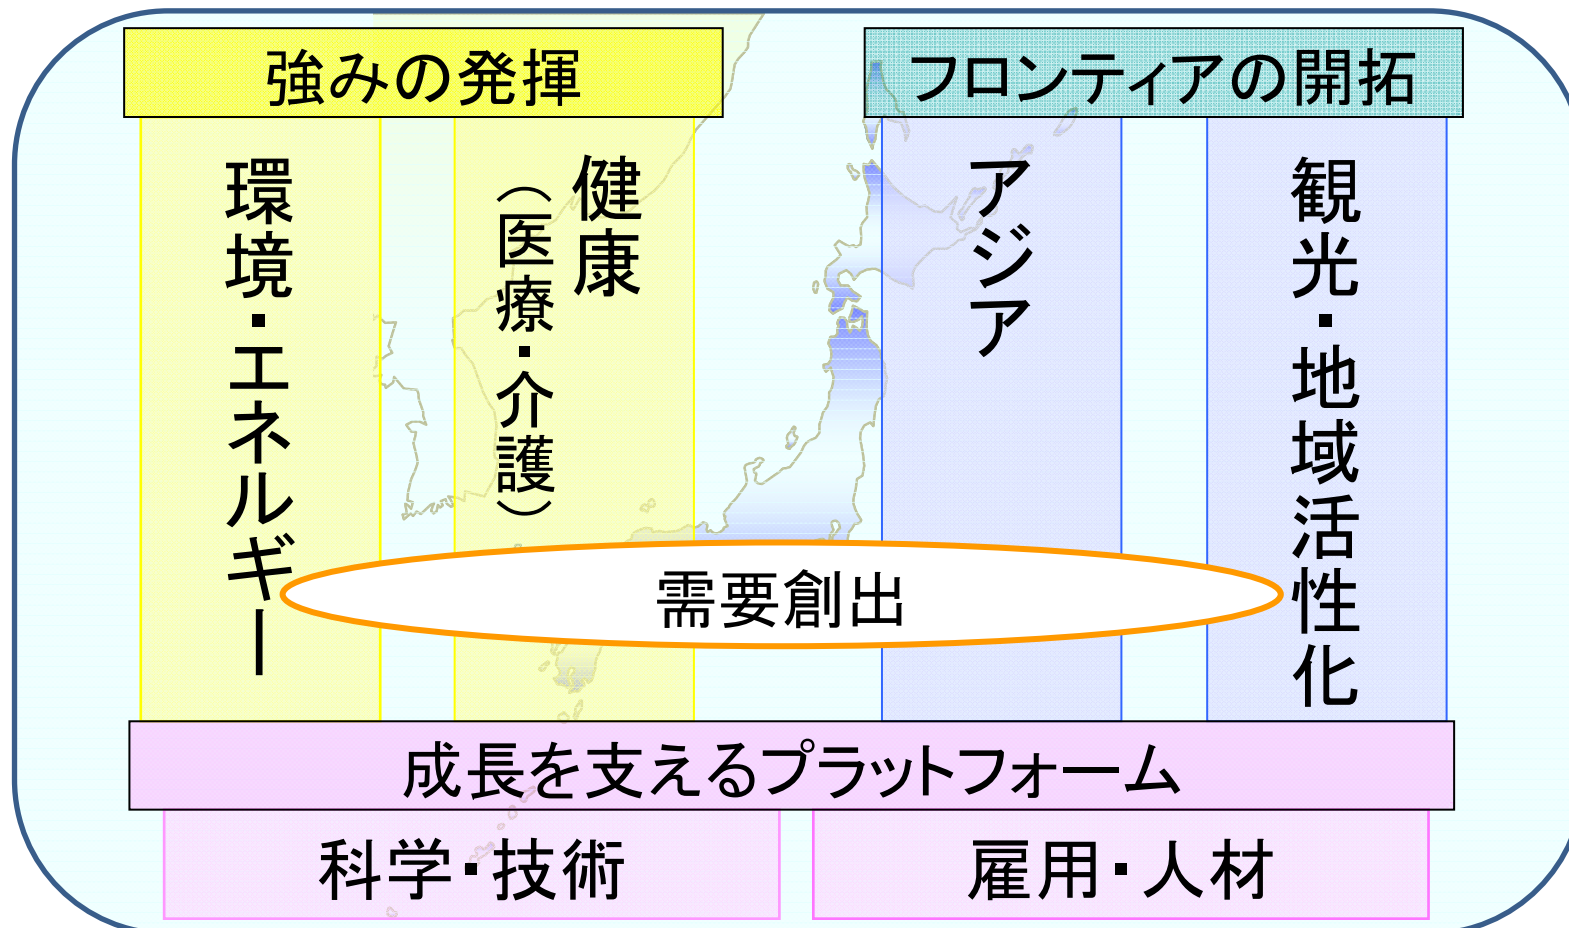 強みの発揮
環境・エネルギー
健康
（医療・介護）
フロンティアの開拓
アジア
観光・地域活性化
需要創出
成長を支えるプラットフォーム
科学・技術
雇用・人材